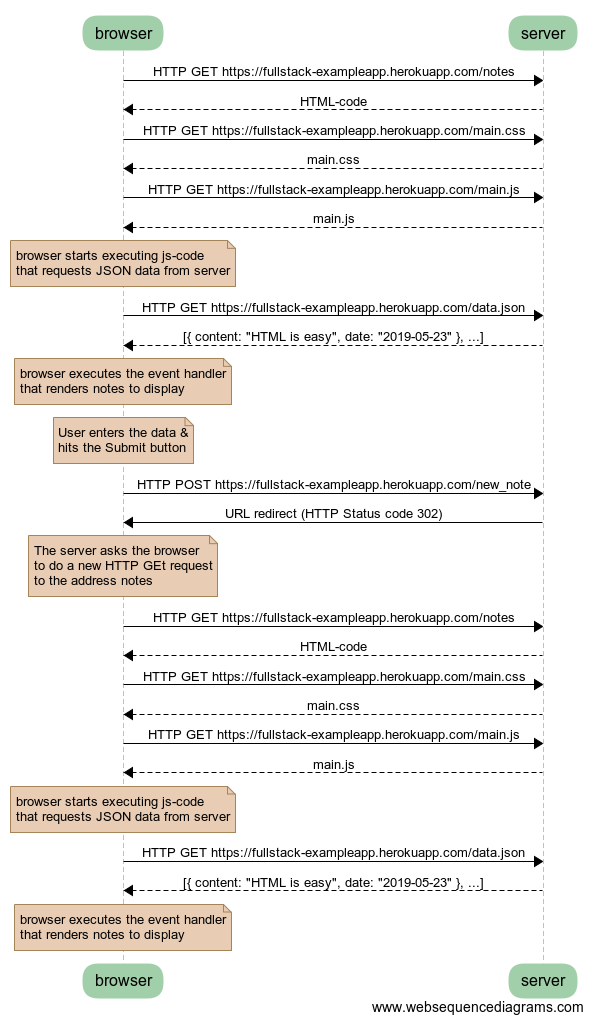 browser server
HTTP GET https://fullstack-exampleapp.herokuapp.com/notes
HTML-code
HTTP GET https://fullstack-exampleapp.herokuapp.com/main.css
main.css
HTTP GET https://fullstack-exampleapp.herokuapp.com/main.js
main.js
browser starts executing js-code
that requests JSON data from server
HTTP GET https://fullstack-exampleapp.herokuapp.com/data.json
[{ content: "HTML is easy", date: "2019-05-23" }, ...]
browser executes the event handler
that renders notes to display
User enters the data &
hits the Submit button
HTTP POST https://fullstack-exampleapp.herokuapp.com/new_note
URL redirect (HTTP Status code 302)
The server asks the browser
to do a new HTTP GEt request
to the address notes
HTTP GET https://fullstack-exampleapp.herokuapp.com/notes
HTML-code
HTTP GET https://fullstack-exampleapp.herokuapp.com/main.css
main.css
HTTP GET https://fullstack-exampleapp.herokuapp.com/main.js
main.js
browser starts executing js-code
that requests JSON data from server
HTTP GET https://fullstack-exampleapp.herokuapp.com/data.json
[{ content: "HTML is easy", date: "2019-05-23" }, ...]
browser executes the event handler
that renders notes to display
browser server
www.websequencediagrams.com